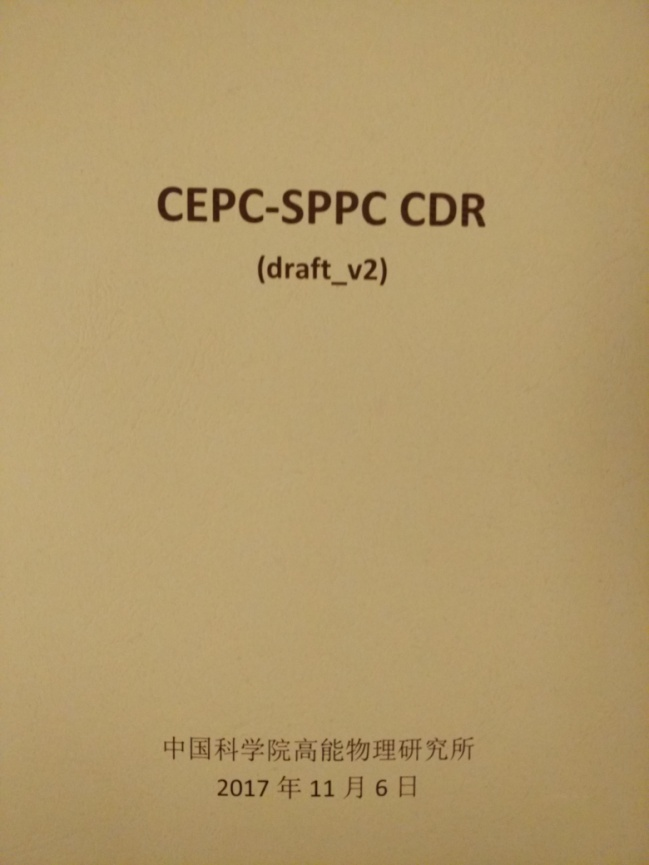 CEPC-SPPC CDR
(draft_v2)
中国科学院高能物理研究所
2017 年 11 月 6 日